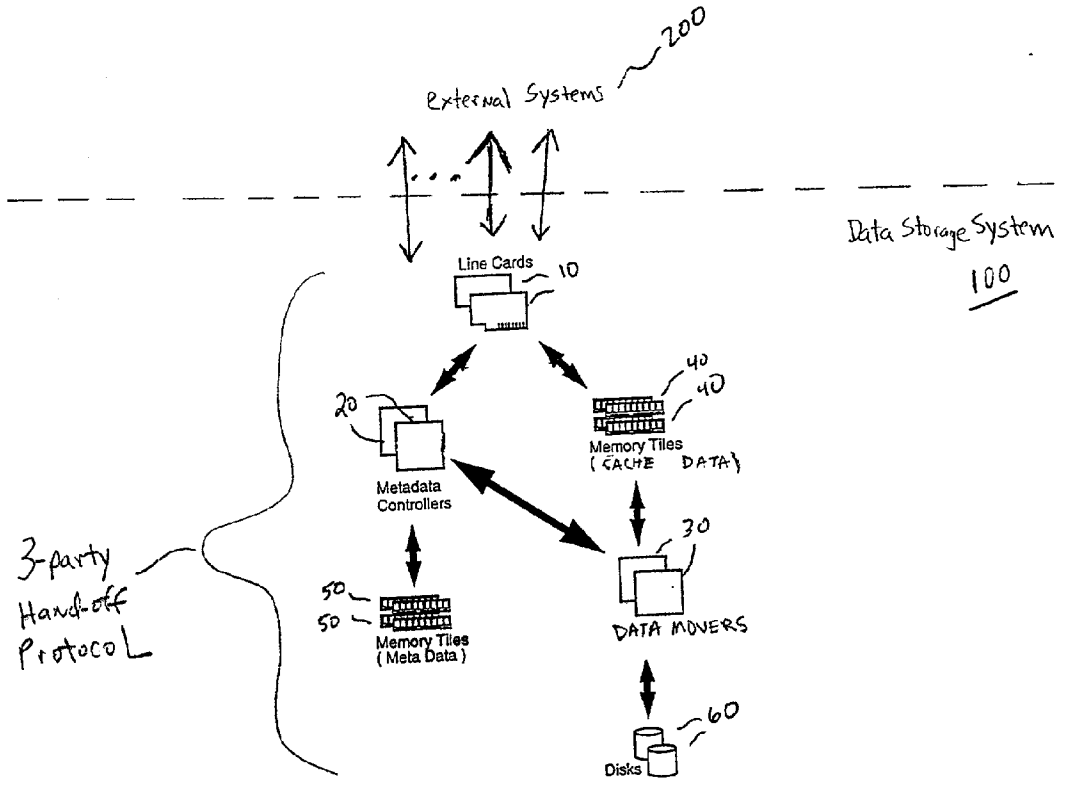 200
External Systems
Data Storage System
100
Line Cards
10
40
40
20
Memory Tiles
(CACHE DATA)
Metadata
Controllers
30
3-party
Hand-off
Protocol
50
50
Memory Tiles
(Meta Data)
DATA MOVERS
60
Disks